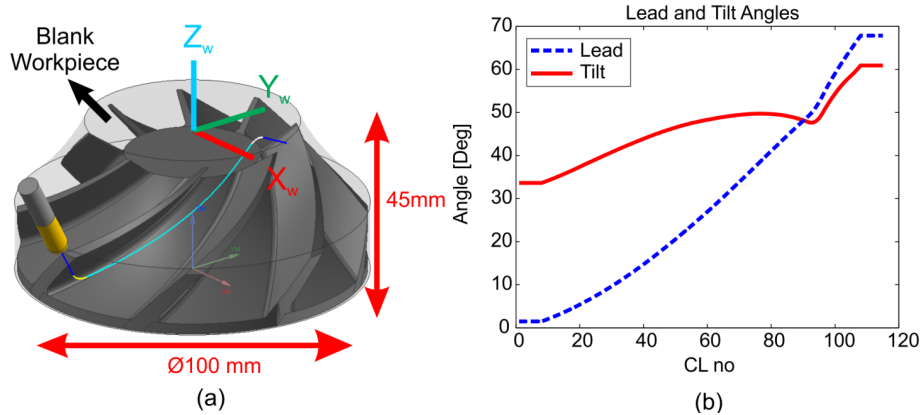 Blank
Workpiece
Zw
Yw
Xw
45mm
Ø100 mm
(a)
Lead and Tilt Angles
Lead
Tilt
Angle [Deg]
70
60
50
40
30
20
10
0
0 20 40 60 80 100 120
CL no
(b)